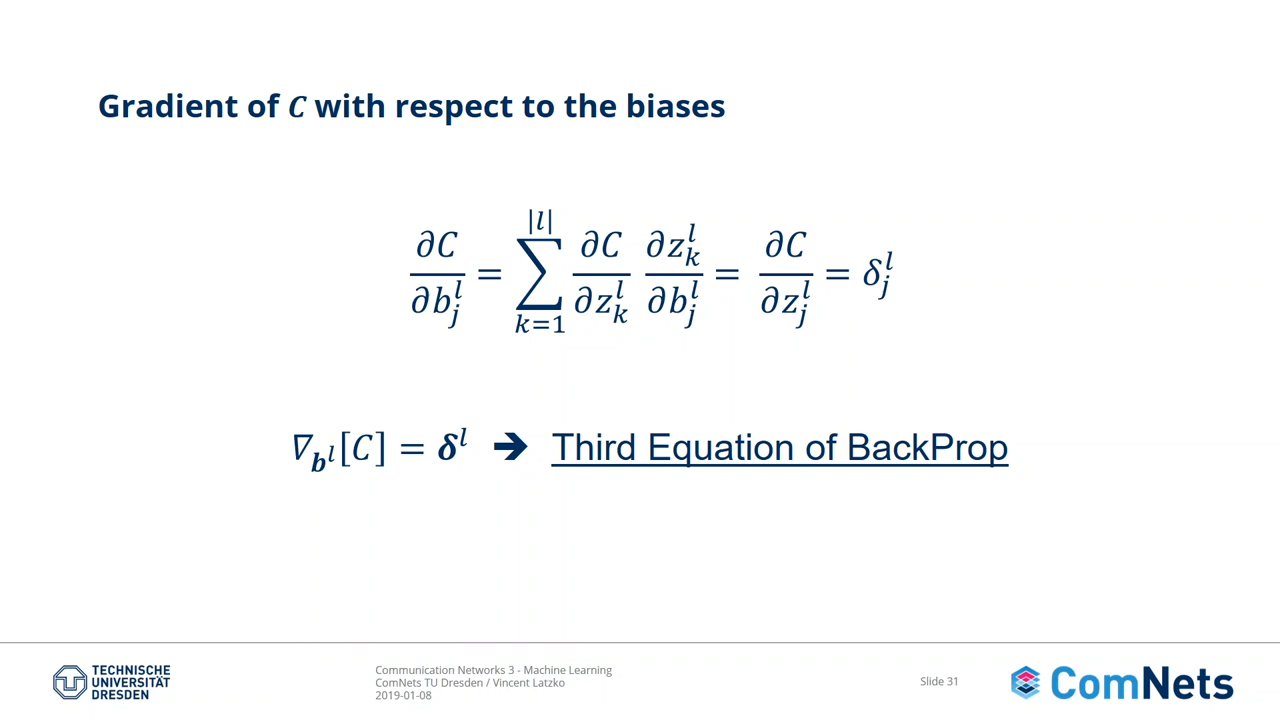 Gradient of C with respect to the biases
∂C/∂b_j^l = ∑_{k=1}^{|l|} ∂C/∂z_k^l ∂z_k^l/∂b_j^l = ∂C/∂z_j^l = δ_j^l
∇_{b^l}[C] = δ^l ➔ Third Equation of BackProp
TECHNISCHE
UNIVERSITÄT
DRESDEN
Communication Networks 3 - Machine Learning
ComNets TU Dresden / Vincent Latzko
2019-01-08
Slide 31
ComNets